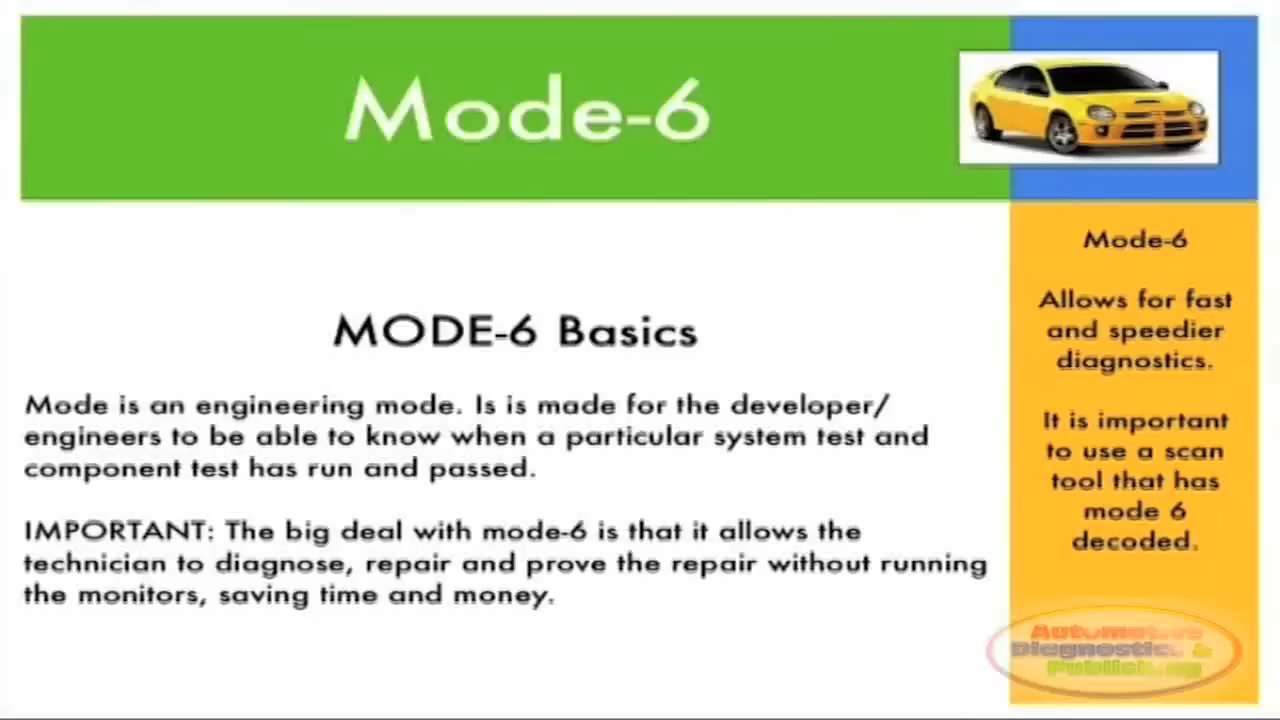 Mode-6
MODE-6 Basics
Mode is an engineering mode. Is is made for the developer/
engineers to be able to know when a particular system test and
component test has run and passed.
IMPORTANT: The big deal with mode-6 is that it allows the
technician to diagnose, repair and prove the repair without running
the monitors, saving time and money.
Mode-6
Allows for fast
and speedier
diagnostics.
It is important
to use a scan
tool that has
mode 6
decoded.
Automotive
Diagnostics &
Publishing